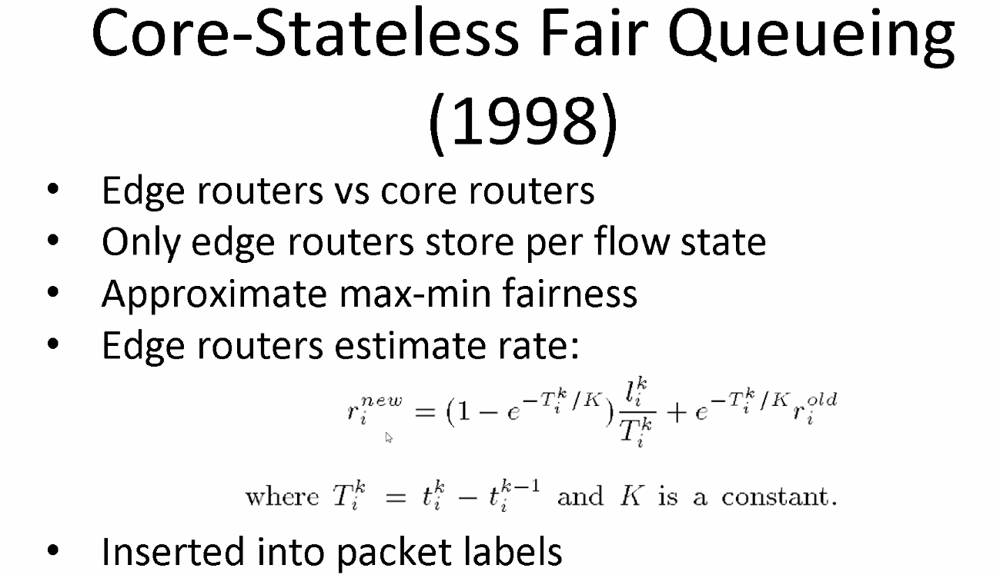 Core-Stateless Fair Queueing
(1998)
• Edge routers vs core routers
• Only edge routers store per flow state
• Approximate max-min fairness
• Edge routers estimate rate:
r_i^{new} = (1 − e^{−T_i^k/K}) \frac{l_i^k}{T_i^k} + e^{−T_i^k/K} r_i^{old}
where T_i^k = t_i^k − t_i^{k−1} and K is a constant.
• Inserted into packet labels